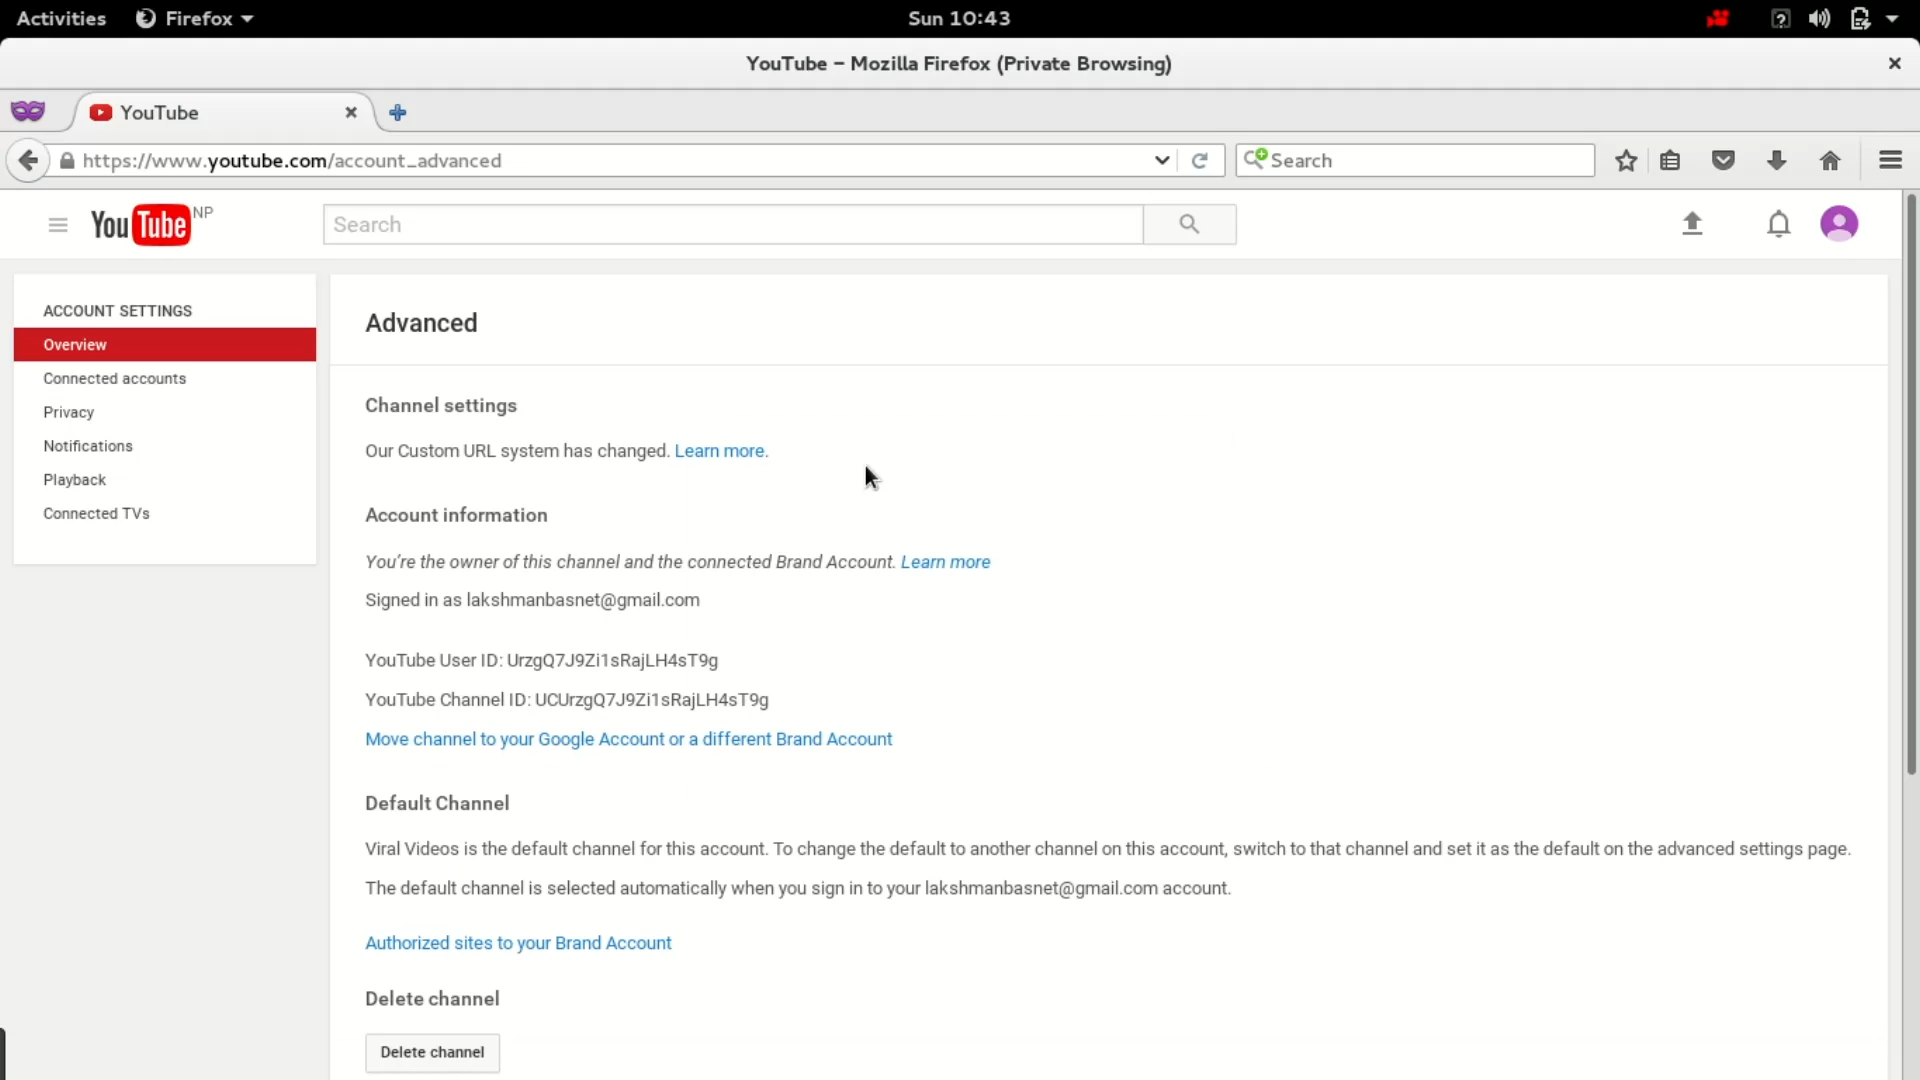 Activities Firefox Sun 10:43
YouTube – Mozilla Firefox (Private Browsing)
YouTube
https://www.youtube.com/account_advanced Search
YouTube NP Search
ACCOUNT SETTINGS
Overview
Connected accounts
Privacy
Notifications
Playback
Connected TVs
Advanced
Channel settings
Our Custom URL system has changed. Learn more.
Account information
You're the owner of this channel and the connected Brand Account. Learn more
Signed in as lakshmanbasnet@gmail.com
YouTube User ID: UrzgQ7J9Zi1sRajLH4sT9g
YouTube Channel ID: UCUrzgQ7J9Zi1sRajLH4sT9g
Move channel to your Google Account or a different Brand Account
Default Channel
Viral Videos is the default channel for this account. To change the default to another channel on this account, switch to that channel and set it as the default on the advanced settings page.
The default channel is selected automatically when you sign in to your lakshmanbasnet@gmail.com account.
Authorized sites to your Brand Account
Delete channel
Delete channel